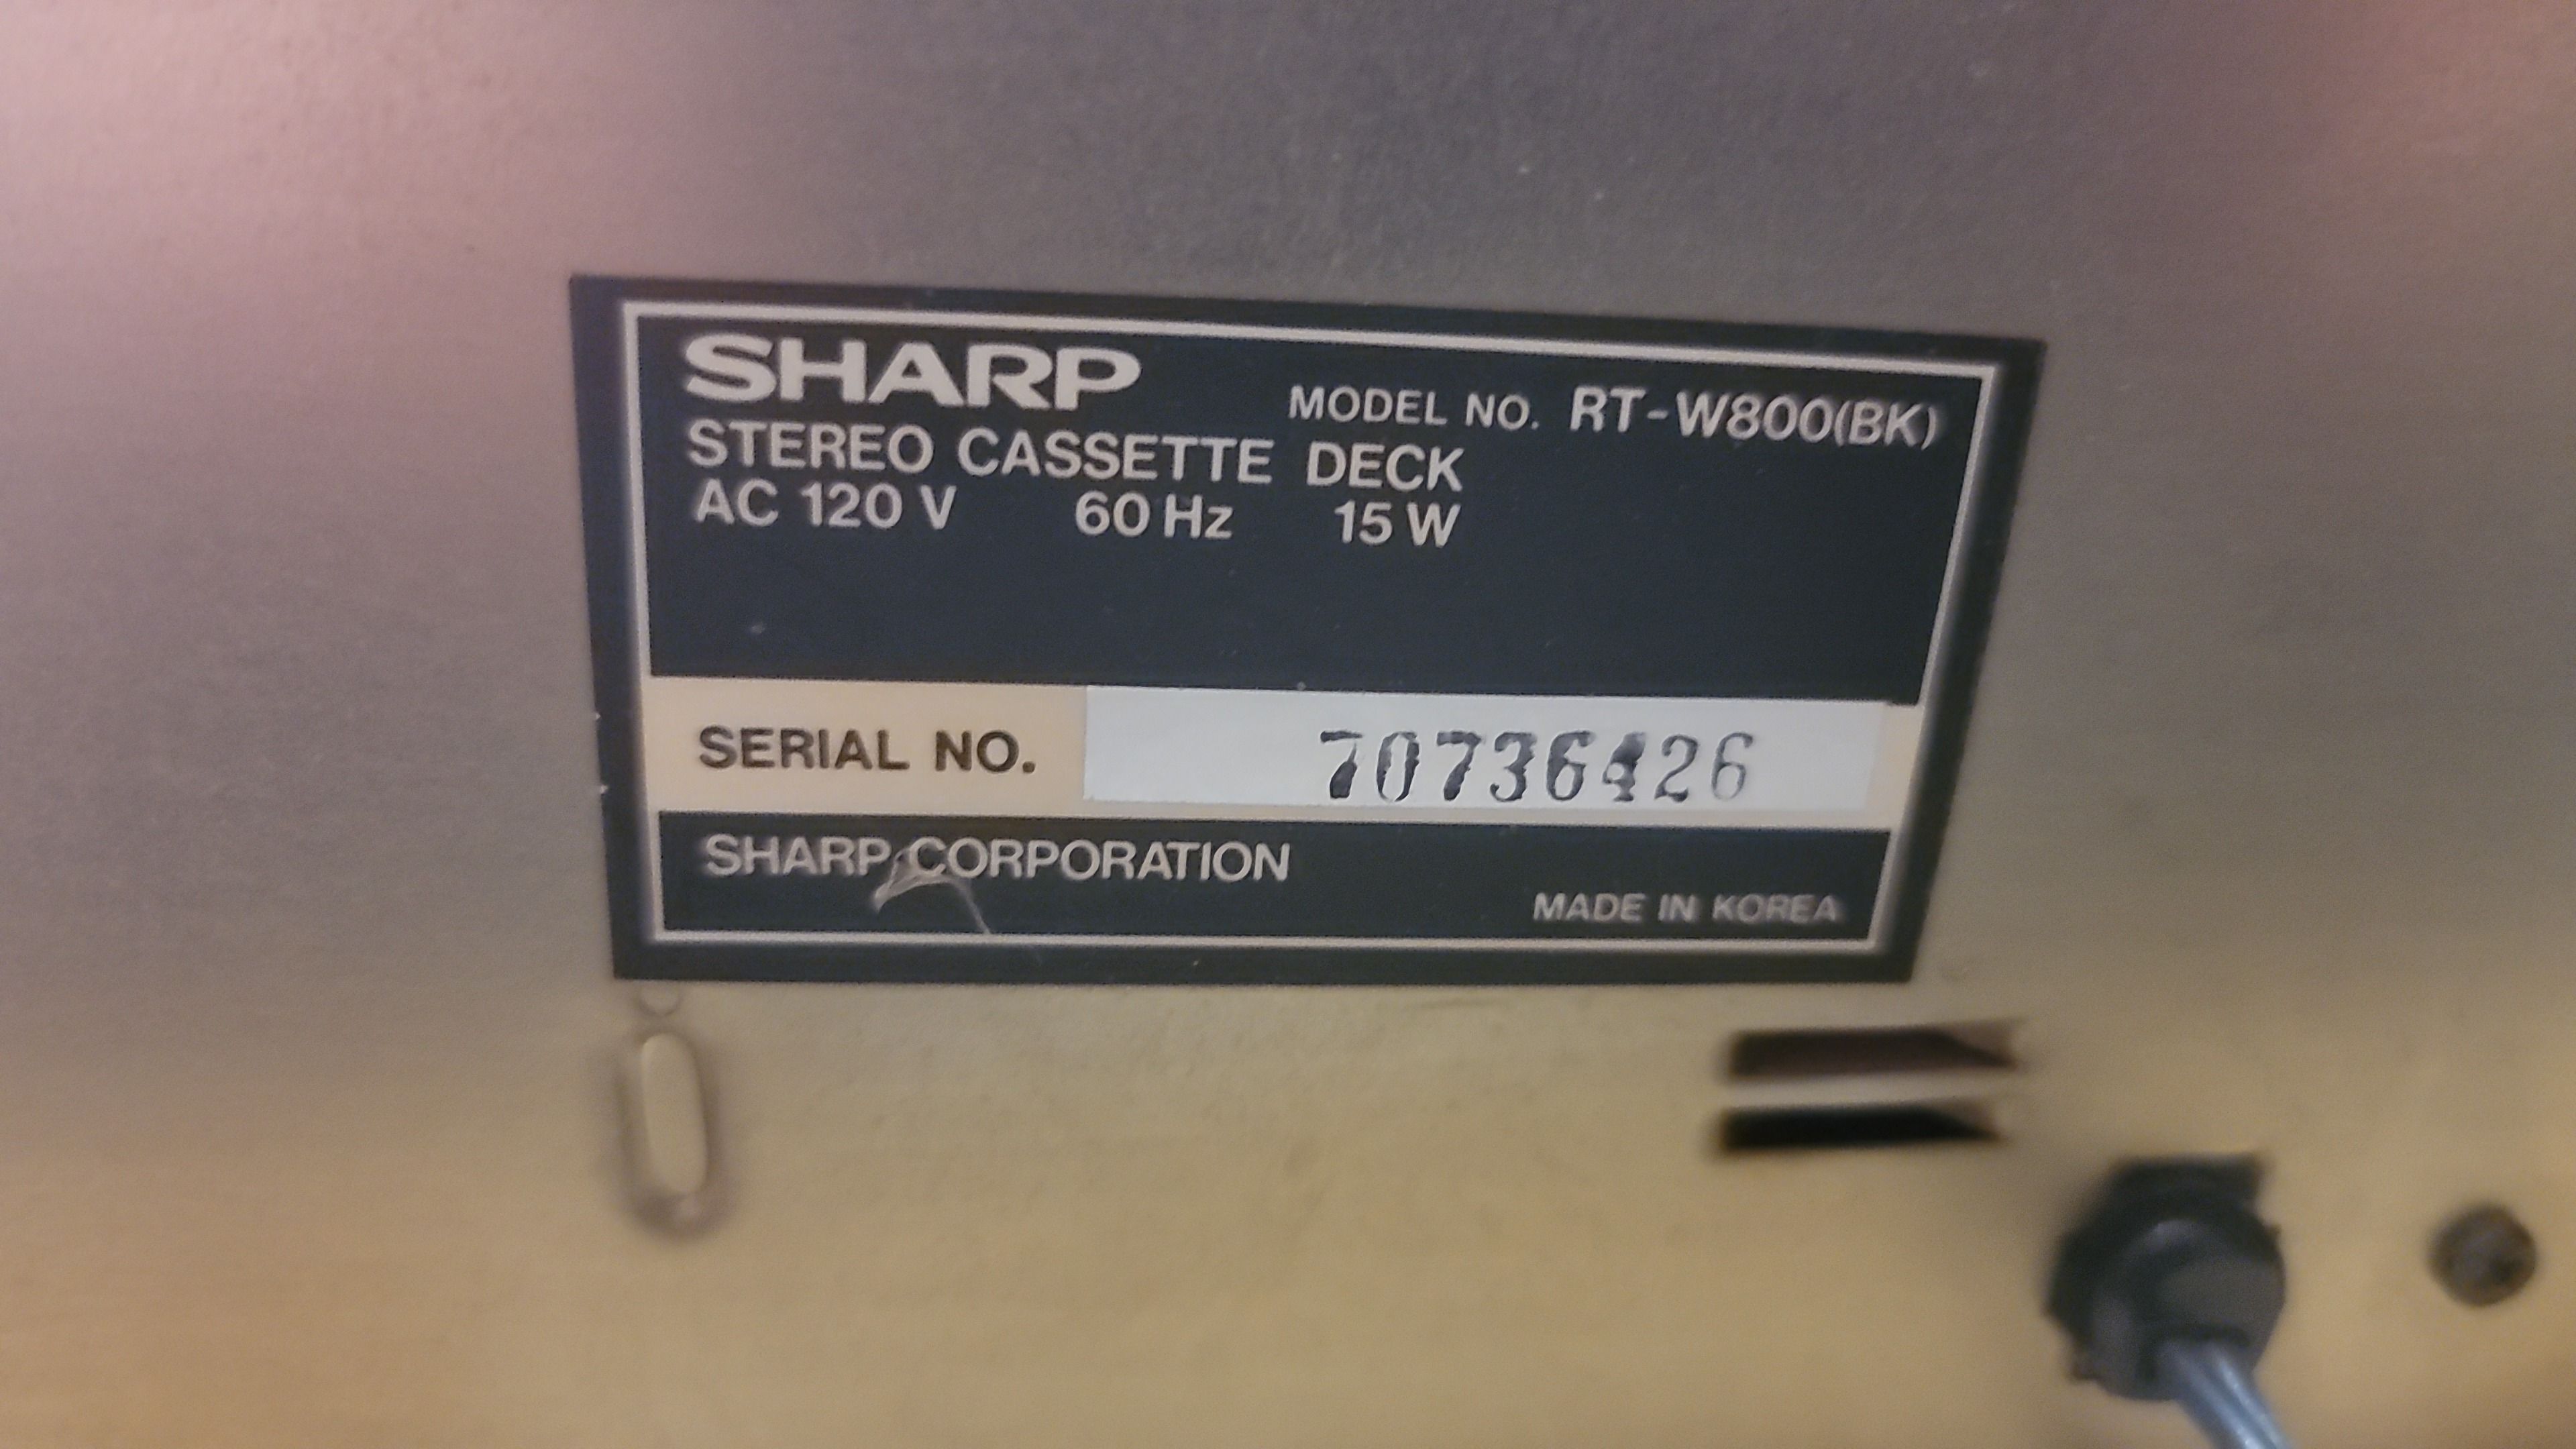 SHARP
MODEL NO. RT-W800(BK)
STEREO CASSETTE DECK
AC 120 V 60 Hz 15 W
SERIAL NO. 70736426
SHARP CORPORATION
MADE IN KOREA